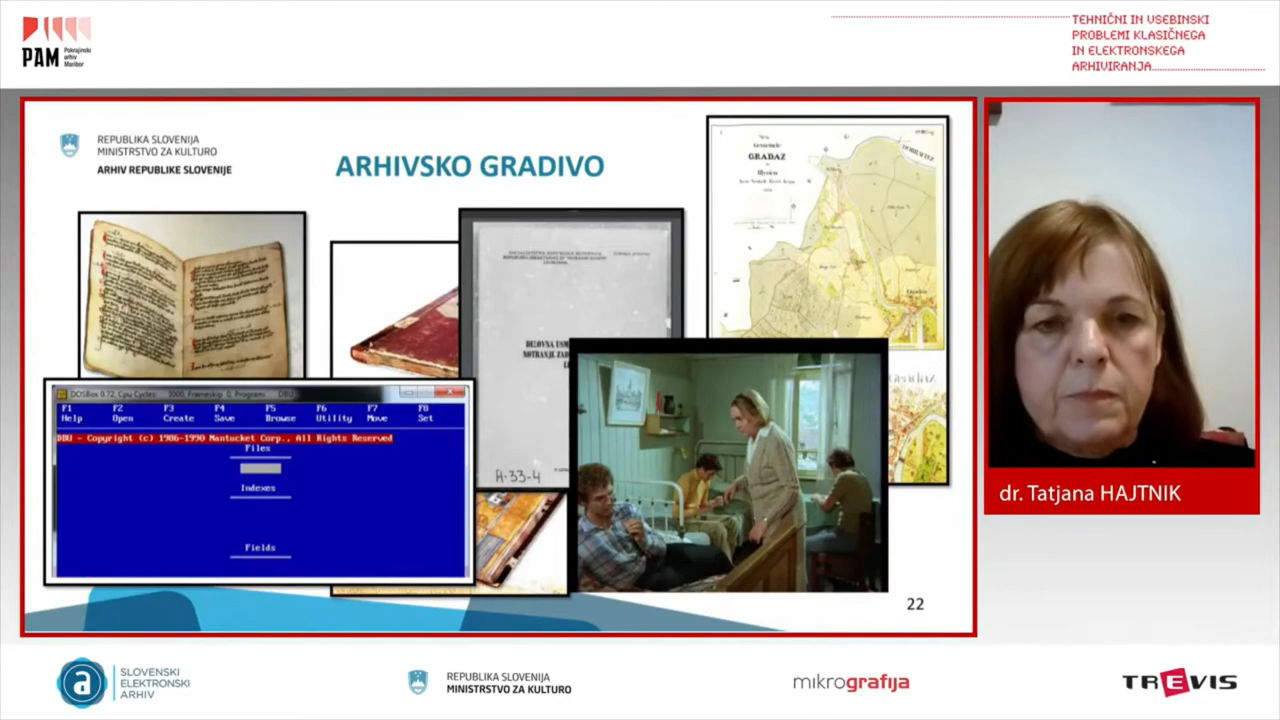 PAM Pokrajinski
arhiv
Maribor
TEHNIČNI IN VSEBINSKI
PROBLEMI KLASIČNEGA
IN ELEKTRONSKEGA
ARHIVIRANJA
REPUBLIKA SLOVENIJA
MINISTRSTVO ZA KULTURO
ARHIV REPUBLIKE SLOVENIJE
ARHIVSKO GRADIVO
GRADAZ
Illyrien
DELOVNA
NOTRANJE
A-33-4
DOSBox 0.72, Cpu Cycles: 3000, Frameskip 0, Program: DBU
F1 F2 F3 F4 F5 F6 F7 F8
Help Open Create Save Browse Utility Move Set
DBU - Copyright (c) 1986-1990 Nantucket Corp., All Rights Reserved
Files
Indexes
Fields
22
dr. Tatjana HAJTNIK
a SLOVENSKI
ELEKTRONSKI
ARHIV
REPUBLIKA SLOVENIJA
MINISTRSTVO ZA KULTURO
mikrografija
TREVIS